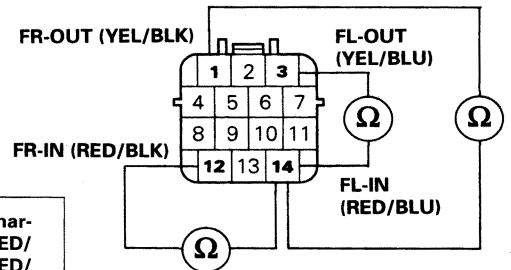 FR-OUT (YEL/BLK)
FL-OUT
(YEL/BLU)
1 2 3
4 5 6 7
Ω Ω
8 9 10 11
FR-IN (RED/BLK)
12 13 14
FL-IN
(RED/BLU)
nar-
ED/
ED/
Ω